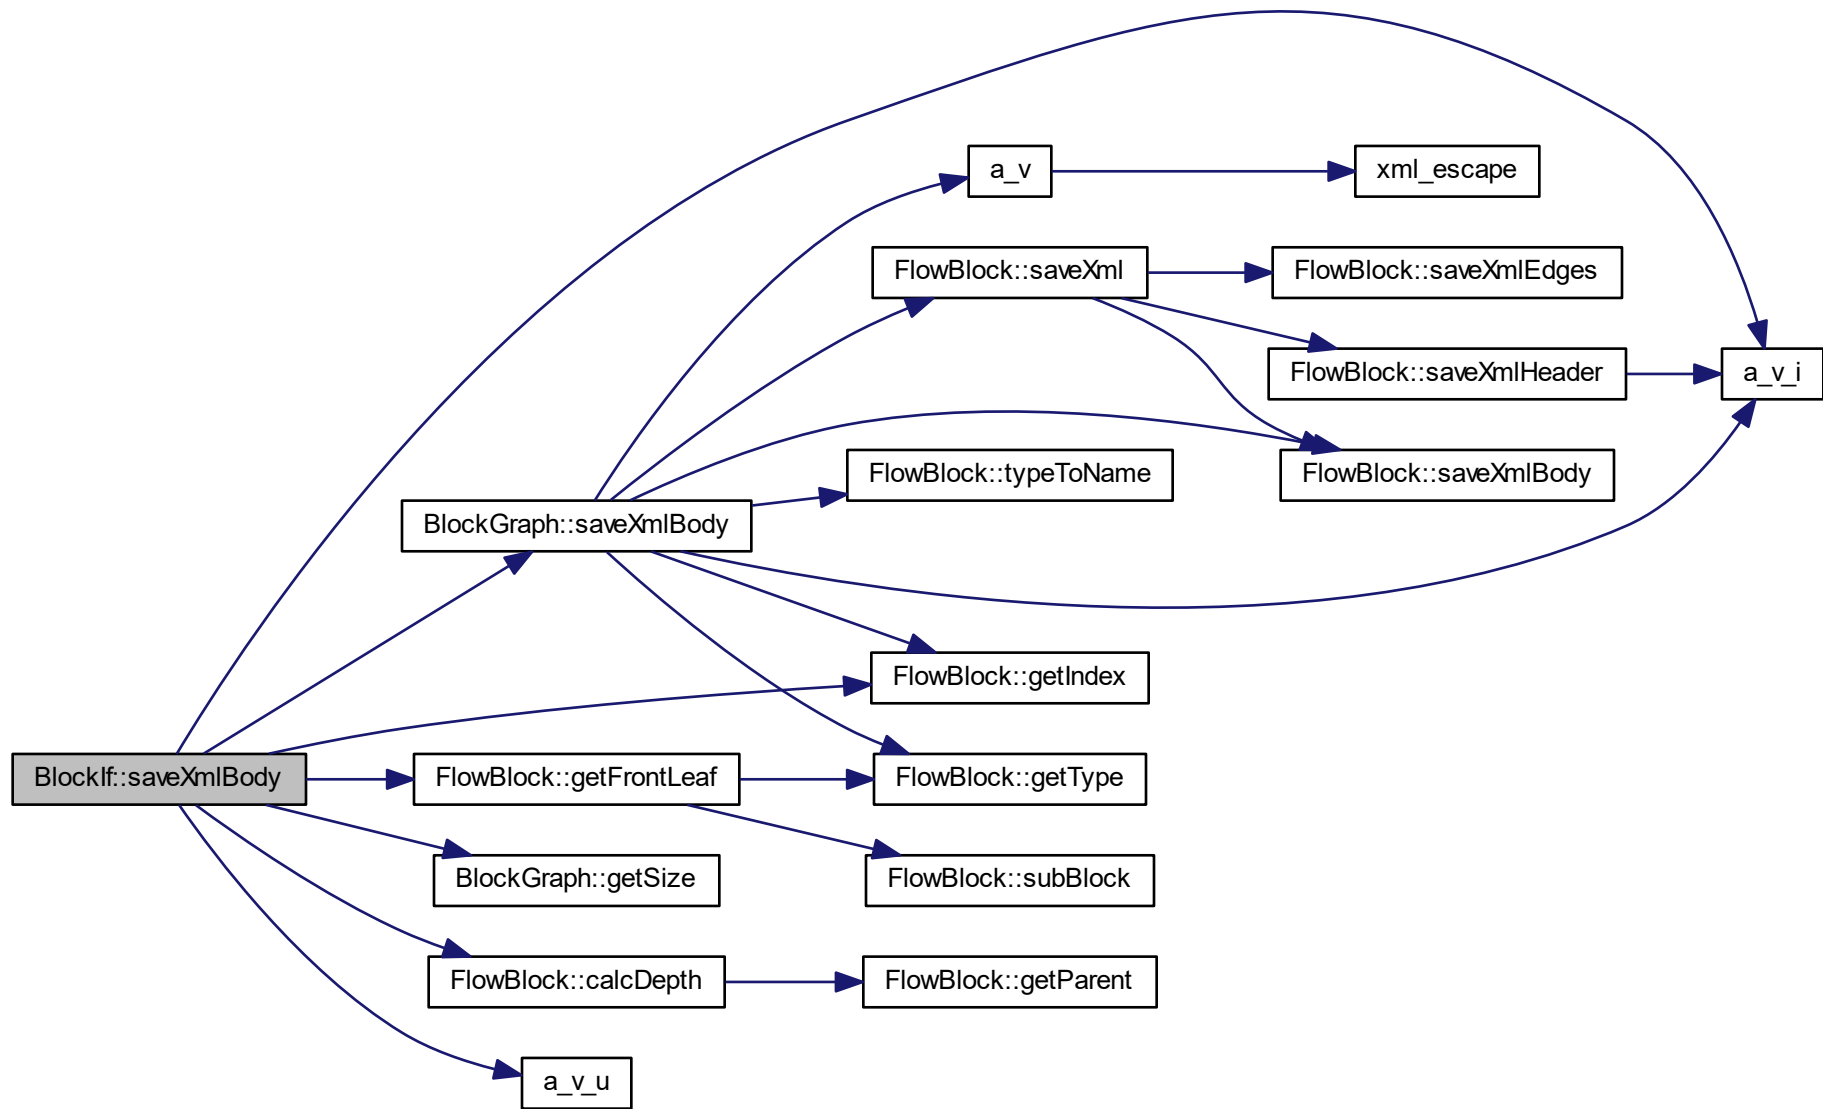 a_v
xml_escape
FlowBlock::saveXml
FlowBlock::saveXmlEdges
FlowBlock::saveXmlHeader
a_v_i
FlowBlock::typeToName
FlowBlock::saveXmlBody
BlockGraph::saveXmlBody
FlowBlock::getIndex
BlockIf::saveXmlBody
FlowBlock::getFrontLeaf
FlowBlock::getType
BlockGraph::getSize
FlowBlock::subBlock
FlowBlock::calcDepth
FlowBlock::getParent
a_v_u